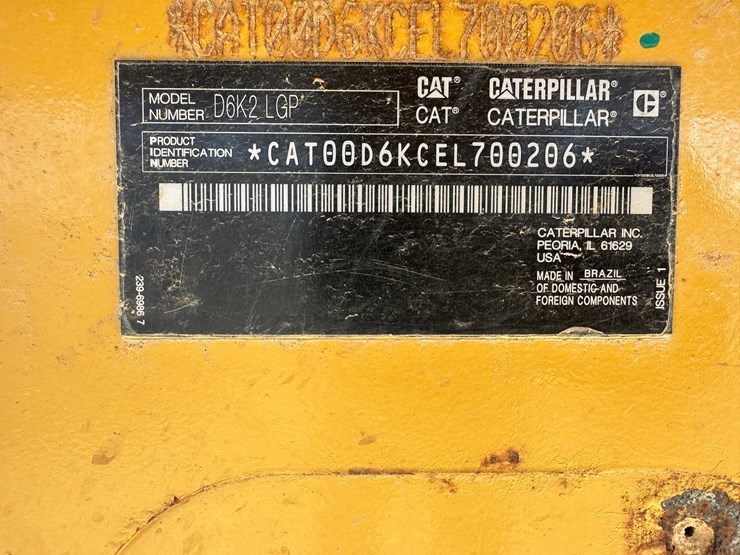 *CAT00D6KCEL700206*
MODEL NUMBER D6K2 LGP
CAT® CATERPILLAR®
CAT® CATERPILLAR®
PRODUCT IDENTIFICATION NUMBER *CAT00D6KCEL700206*
CATERPILLAR INC.
PEORIA, IL 61629
USA
MADE IN BRAZIL
OF DOMESTIC AND
FOREIGN COMPONENTS
239-6986 7
ISSUE 1